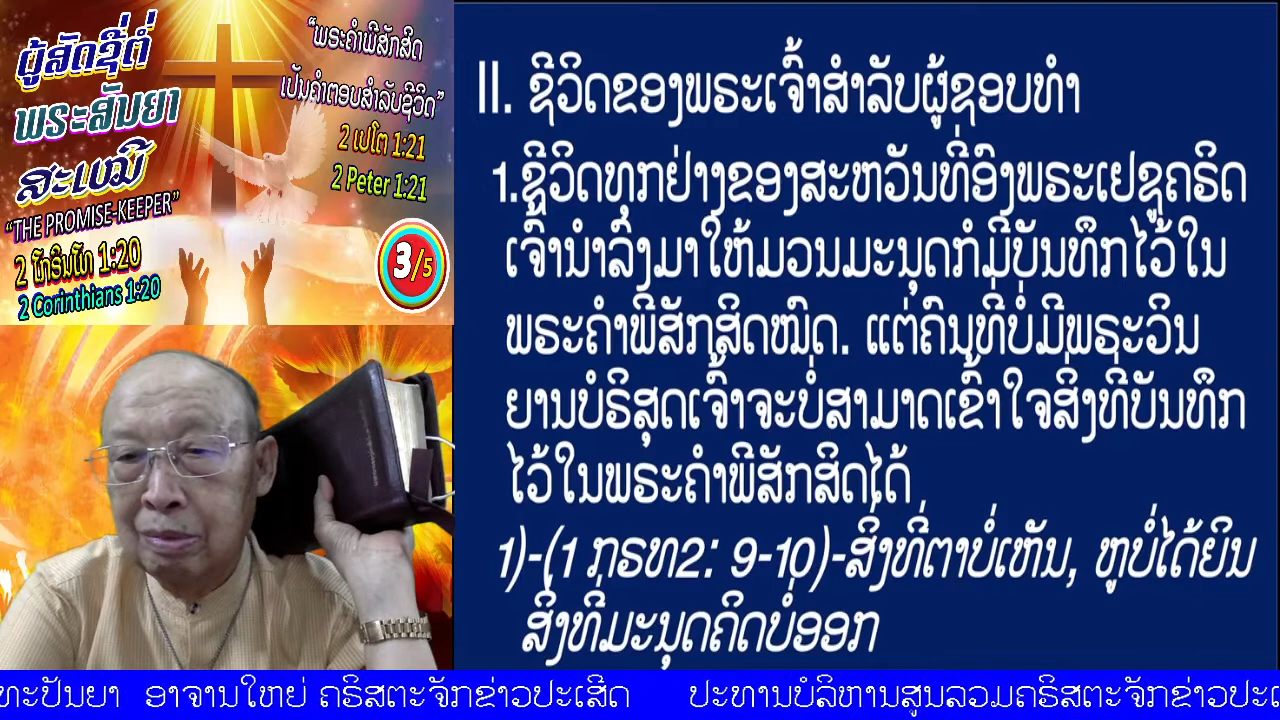 ຜູ້ສັດຊື່ຕໍ່
ພຣະສັນຍາ
ສະເໝີ
“THE PROMISE-KEEPER”
2 ໂກຣິນໂທ 1:20
2 Corinthians 1:20
“ພຣະຄຳພີສັກສິດ
ເປັນຄຳຕອບສຳລັບຊີວິດ”
2 ເປໂຕ 1:21
2 Peter 1:21
3/5
II. ຊີວິດຂອງພຣະເຈົ້າສຳລັບຜູ້ຊອບທຳ
1.ຊີວິດທຸກຢ່າງຂອງສະຫວັນທີ່ອົງພຣະເຢຊູຄຣິດ
ເຈົ້ານຳລົງມາໃຫ້ມວນມະນຸດກໍມີບັນທຶກໄວ້ໃນ
ພຣະຄຳພີສັກສິດໝົດ. ແຕ່ຄົນທີ່ບໍ່ມີພຣະວິນ
ຍານບໍຣິສຸດເຈົ້າຈະບໍ່ສາມາດເຂົ້າໃຈສິ່ງທີ່ບັນທຶກ
ໄວ້ໃນພຣະຄຳພີສັກສິດໄດ້
1)-(1 ກຣທ2: 9-10)-ສິ່ງທີ່ຕາບໍ່ເຫັນ, ຫູບໍ່ໄດ້ຍິນ
ສິ່ງທີ່ມະນຸດຄິດບໍ່ອອກ
ທະປັນຍາ ອາຈານໃຫຍ່ ຄຣິສຕະຈັກຂ່າວປະເສີດ ປະທານບໍລິຫານສູນລວມຄຣິສຕະຈັກຂ່າວປະເ